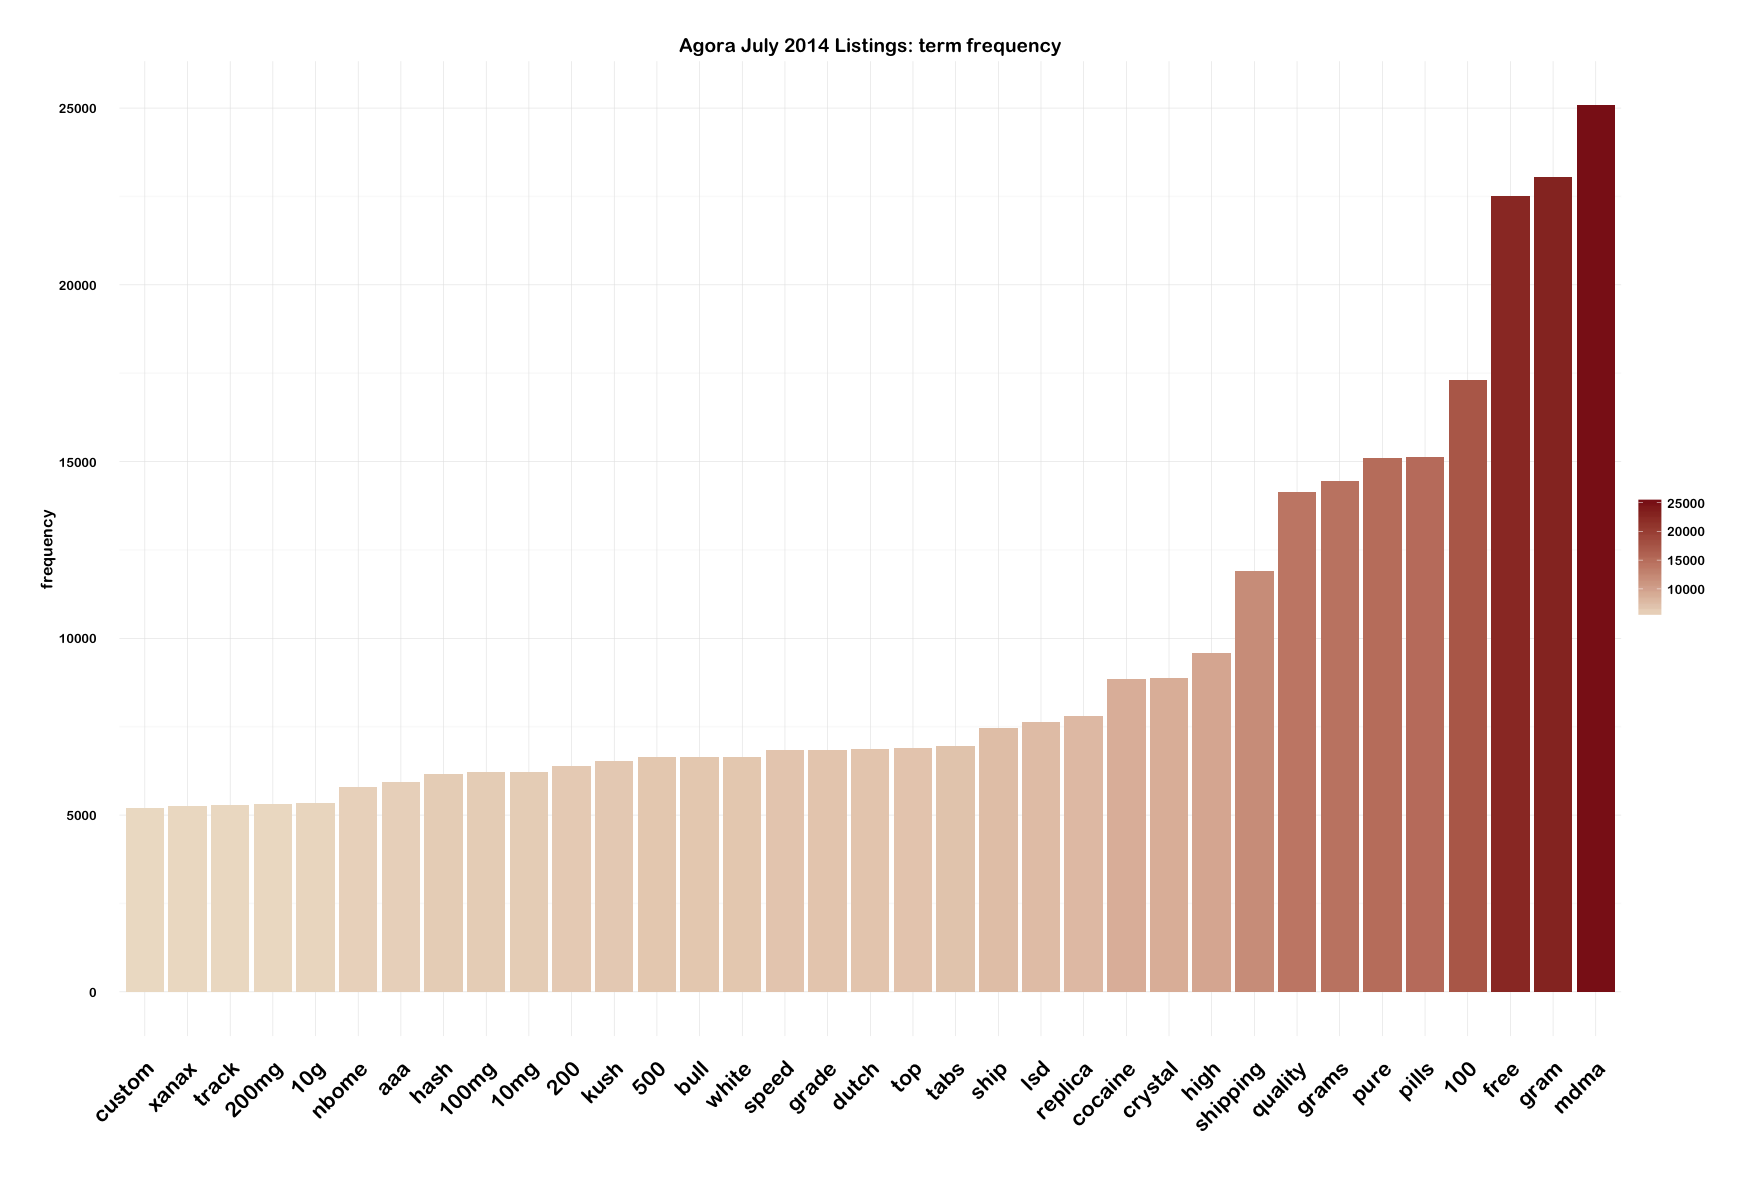 Agora July 2014 Listings: term frequency
25000
20000
15000
10000
5000
0
frequency
custom
xanax
track
200mg
10g
nbome
aaa
hash
100mg
10mg
200
kush
500
bull
white
speed
grade
dutch
top
tabs
ship
lsd
replica
cocaine
crystal
high
shipping
quality
grams
pure
pills
100
free
gram
mdma
25000
20000
15000
10000